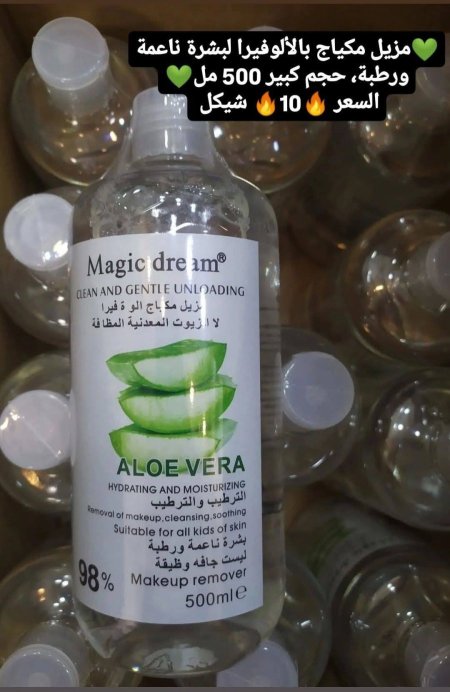 💚مزيل مكياج بالألوفيرا لبشرة ناعمة
ورطبة، حجم كبير 500 مل💚
السعر 🔥10🔥 شيكل
Magic dream®
CLEAN AND GENTLE UNLOADING
مزيل مكياج الو ة فيرا
لا الزيوت المعدنية المظافة
ALOE VERA
HYDRATING AND MOISTURIZING
الترطيب والترطيب
Removal of makeup,cleansing,soothing
Suitable for all kids of skin
بشرة ناعمة ورطبة
ليست جافه وظيقة
98%
Makeup remover
500ml℮